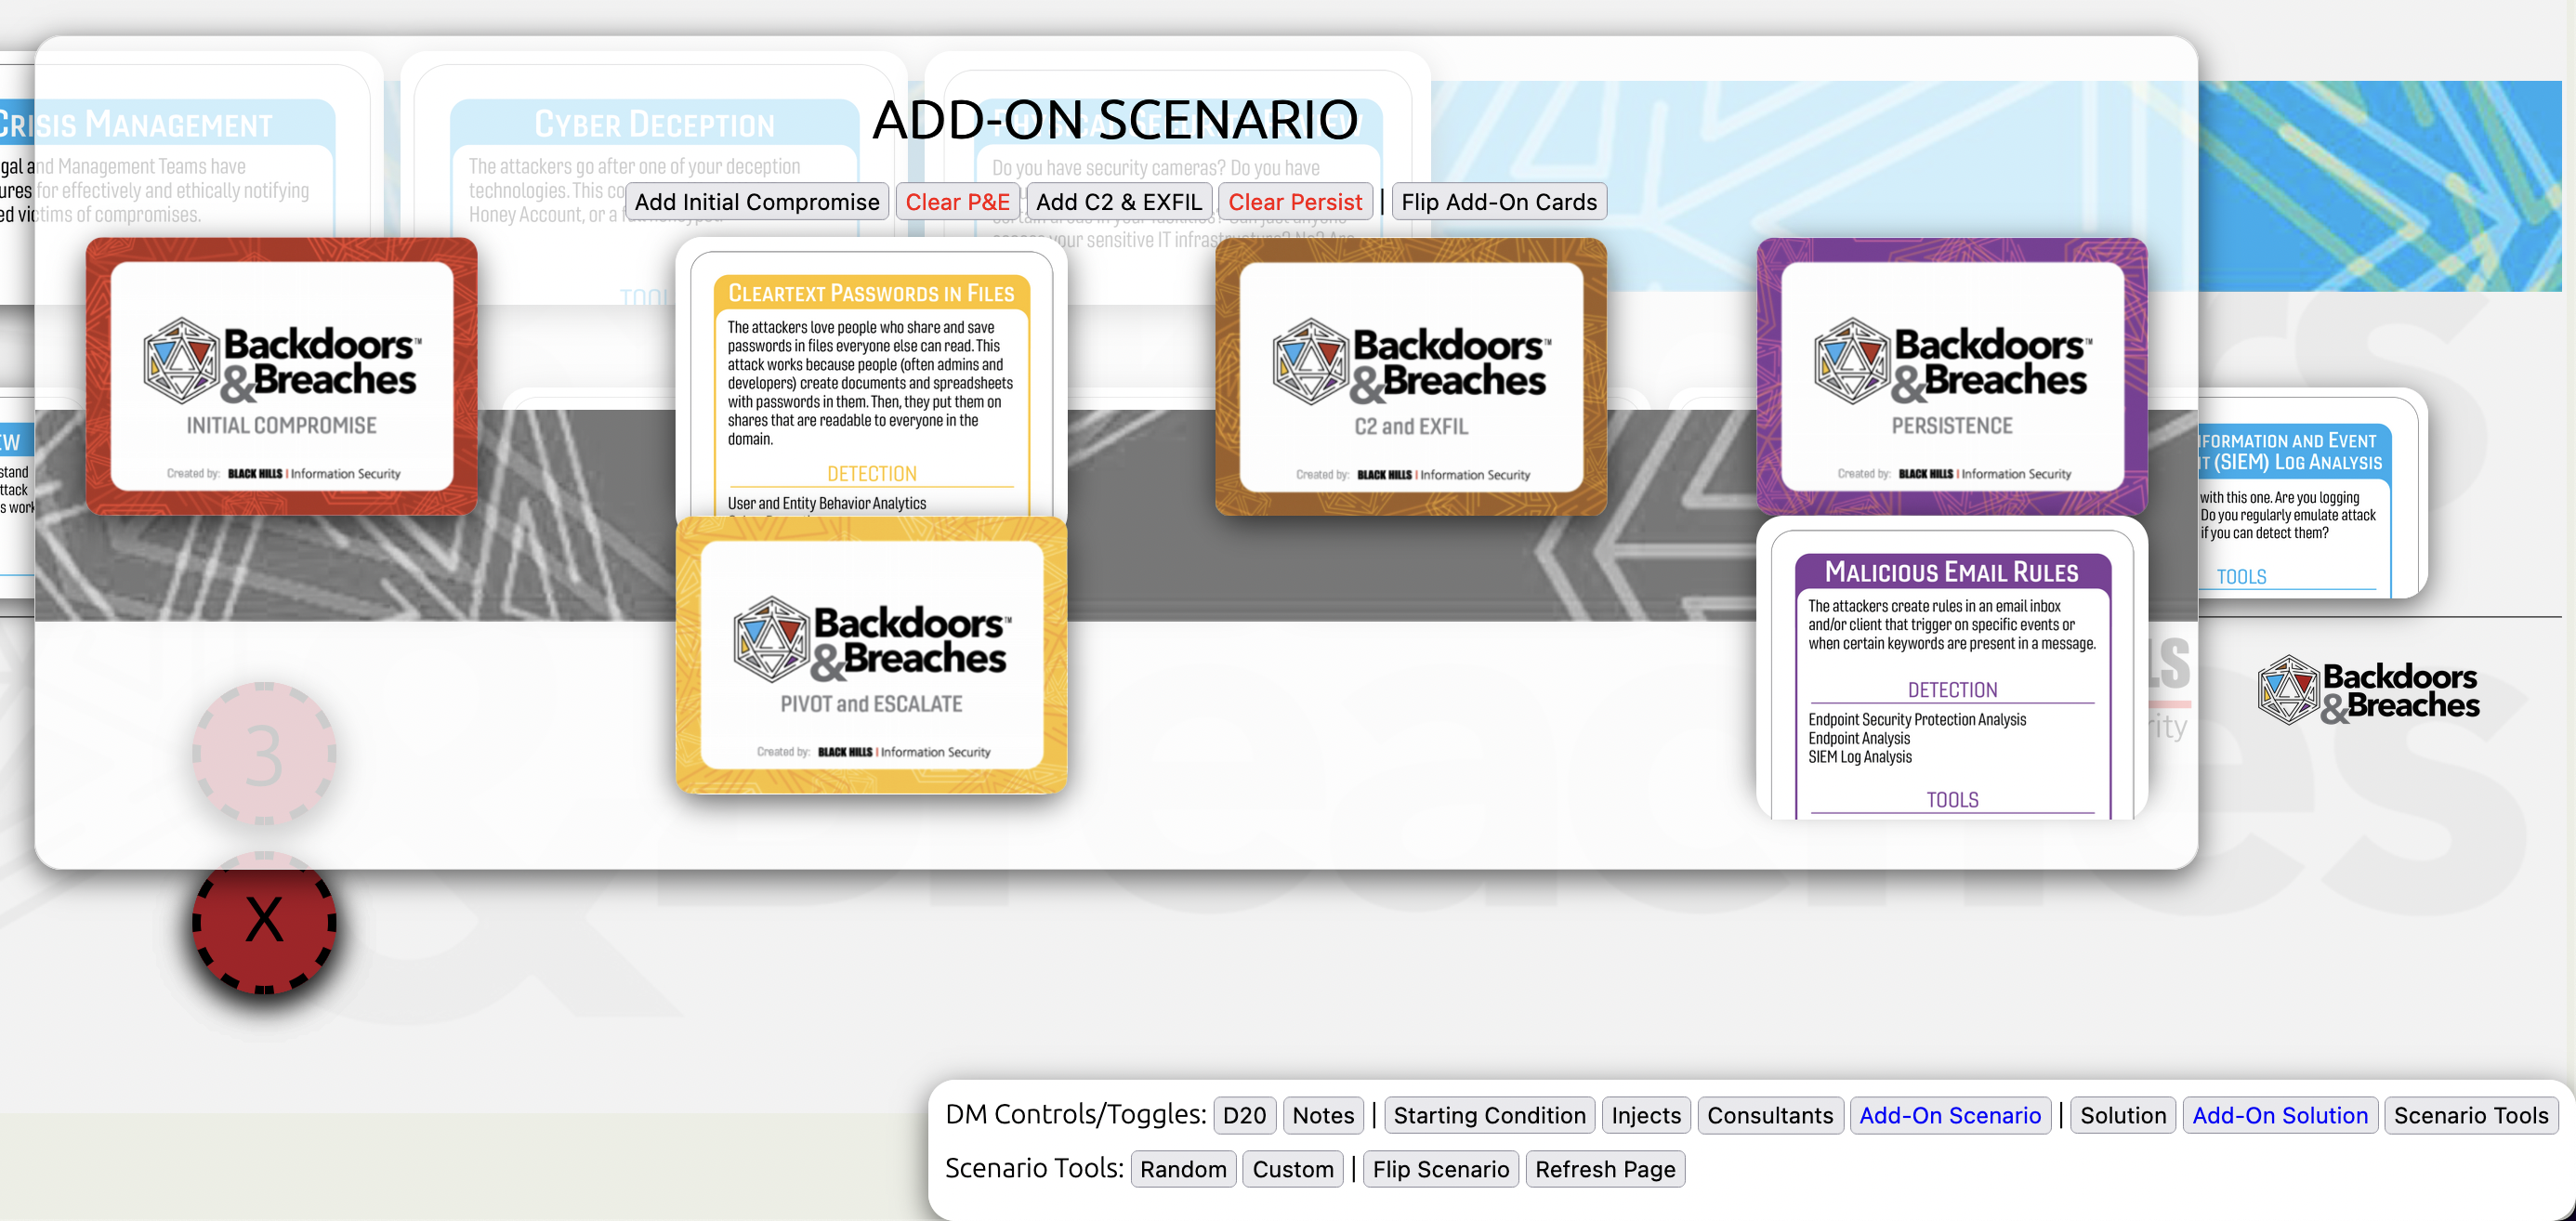 ADD-ON SCENARIO
CRISIS MANAGEMENT
gal and Management Teams have
ures for effectively and ethically notifying
ed victims of compromises.
CYBER DECEPTION
The attackers go after one of your deception
technologies. This co
Honey Account, or a
TOOL
PHYSICAL SECURITY REVIEW
Do you have security cameras? Do you have
your sensitive IT infrastructure? No? Are
Add Initial Compromise Clear P&E Add C2 & EXFIL Clear Persist | Flip Add-On Cards
Backdoors™
&Breaches
INITIAL COMPROMISE
Created by: BLACK HILLS | Information Security
CLEARTEXT PASSWORDS IN FILES
The attackers love people who share and save
passwords in files everyone else can read. This
attack works because people (often admins and
developers) create documents and spreadsheets
with passwords in them. Then, they put them on
shares that are readable to everyone in the
domain.
DETECTION
User and Entity Behavior Analytics
Backdoors™
&Breaches
PIVOT and ESCALATE
Created by: BLACK HILLS | Information Security
Backdoors™
&Breaches
C2 and EXFIL
Created by: BLACK HILLS | Information Security
Backdoors™
&Breaches
PERSISTENCE
Created by: BLACK HILLS | Information Security
MALICIOUS EMAIL RULES
The attackers create rules in an email inbox
and/or client that trigger on specific events or
when certain keywords are present in a message.
DETECTION
Endpoint Security Protection Analysis
Endpoint Analysis
SIEM Log Analysis
TOOLS
EW
stand
ttack
s work
NFORMATION AND EVENT
NT (SIEM) LOG ANALYSIS
with this one. Are you logging
Do you regularly emulate attack
if you can detect them?
TOOLS
LS
rity
Backdoors
&Breaches
3
X
DM Controls/Toggles: D20 Notes | Starting Condition Injects Consultants Add-On Scenario | Solution Add-On Solution Scenario Tools
Scenario Tools: Random Custom | Flip Scenario Refresh Page